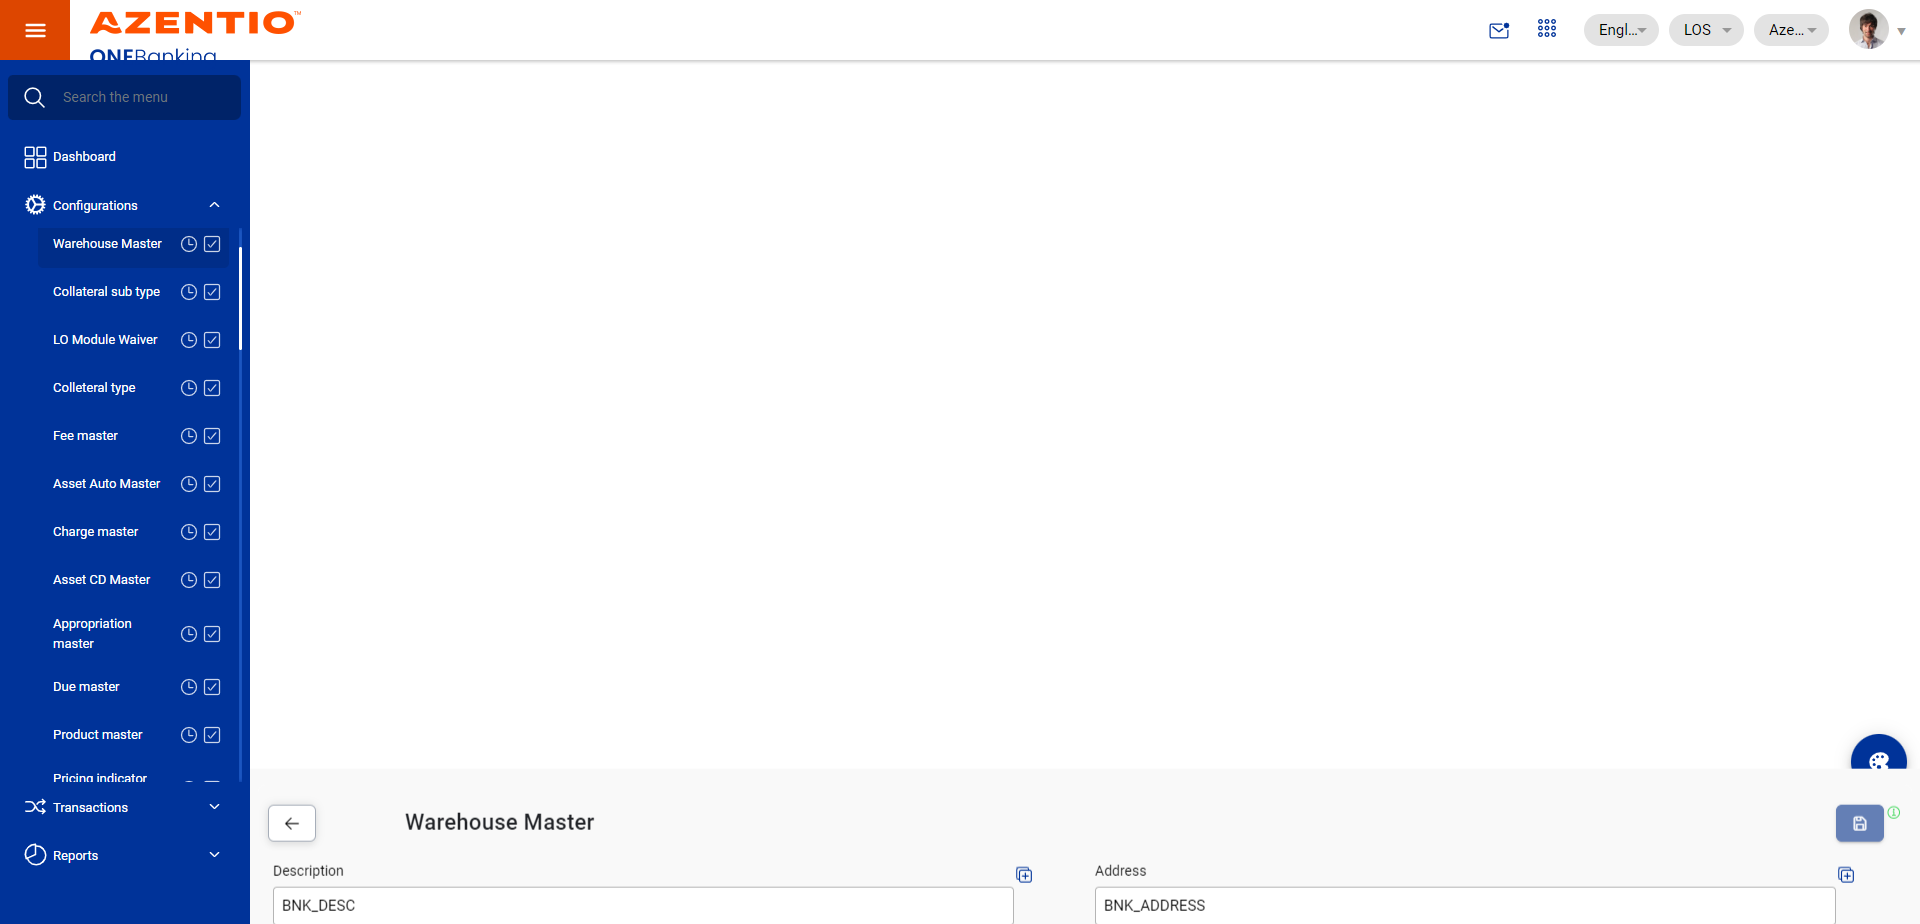 AZENTIO™
ONEBanking
Engl...
LOS
Aze...
Search the menu
Dashboard
Configurations
Warehouse Master
Collateral sub type
LO Module Waiver
Colleteral type
Fee master
Asset Auto Master
Charge master
Asset CD Master
Appropriation
master
Due master
Product master
Pricing indicator
Transactions
Reports
Warehouse Master
Description
BNK_DESC
Address
BNK_ADDRESS